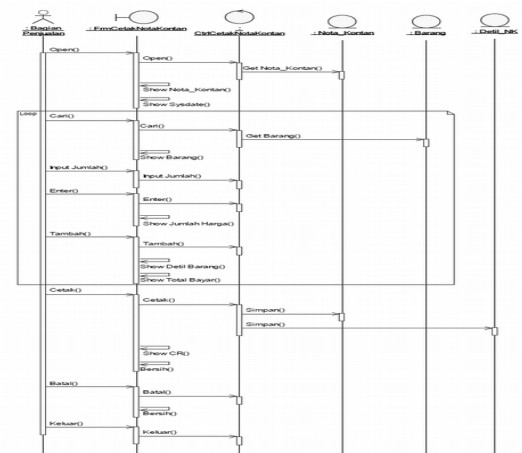 : Bagian
Penjualan
: FrmCetakNotaKontan
:
CtrlCetakNotaKontan
: Nota_Kontan
: Barang
: Detil_NK
Open()
Open()
Get Nota_Kontan()
Show Nota_Kontan()
Show Sysdate()
Loop
Cari()
Cari()
Get Barang()
Show Barang()
Input Jumlah()
Input Jumlah()
Enter()
Enter()
Show Jumlah Harga()
Tambah()
Tambah()
Show Detil Barang()
Show Total Bayar()
Cetak()
Cetak()
Simpan()
Simpan()
Show CR()
Bersih()
Batal()
Batal()
Bersih()
Keluar()
Keluar()